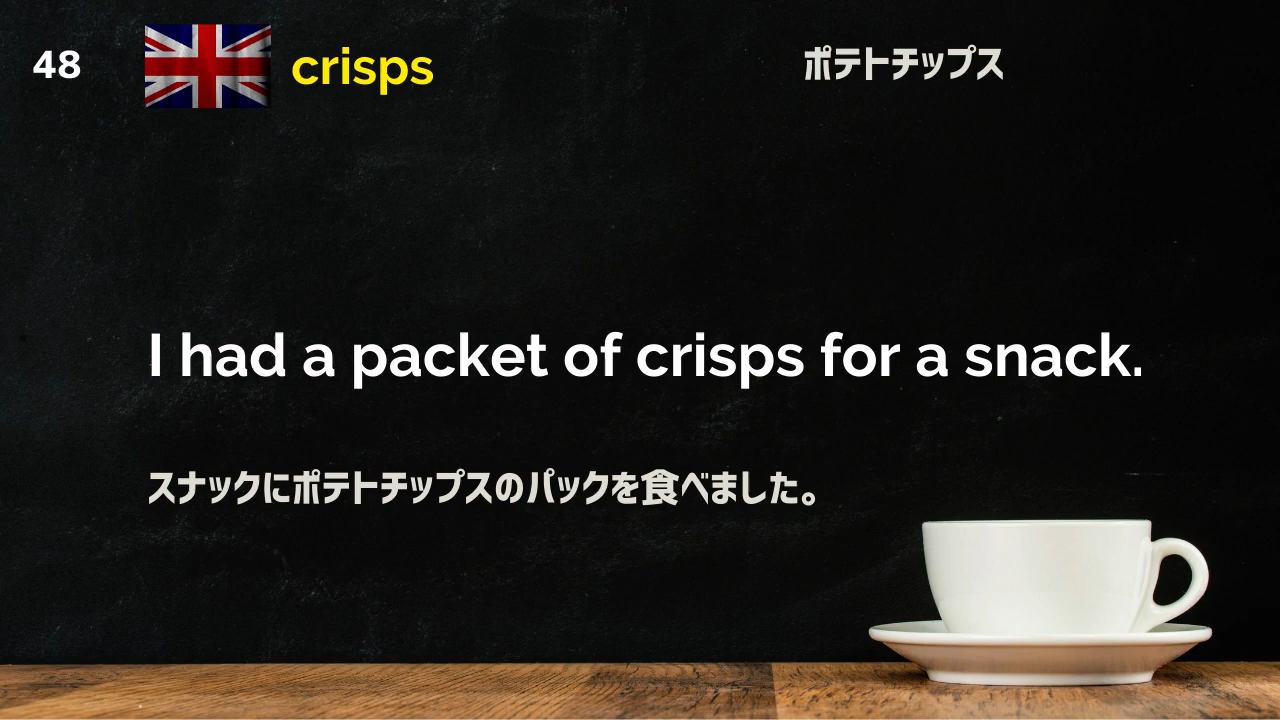 48
crisps
ポテトチップス
I had a packet of crisps for a snack.
スナックにポテトチップスのパックを食べました。